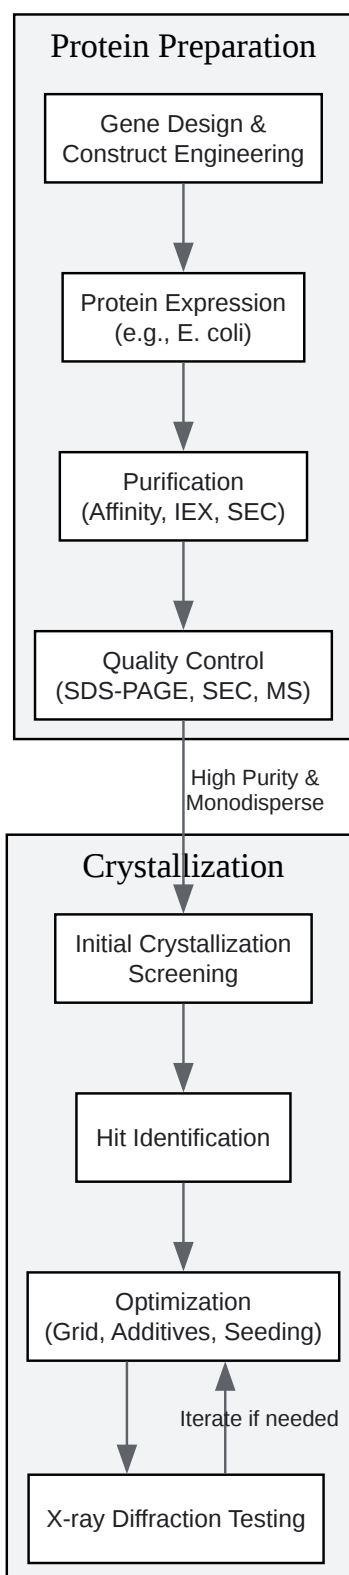 Protein Preparation
Gene Design &
Construct Engineering
Protein Expression
(e.g., E. coli)
Purification
(Affinity, IEX, SEC)
Quality Control
(SDS-PAGE, SEC, MS)
High Purity &
Monodisperse
Crystallization
Initial Crystallization
Screening
Hit Identification
Optimization
(Grid, Additives, Seeding)
Iterate if needed
X-ray Diffraction Testing